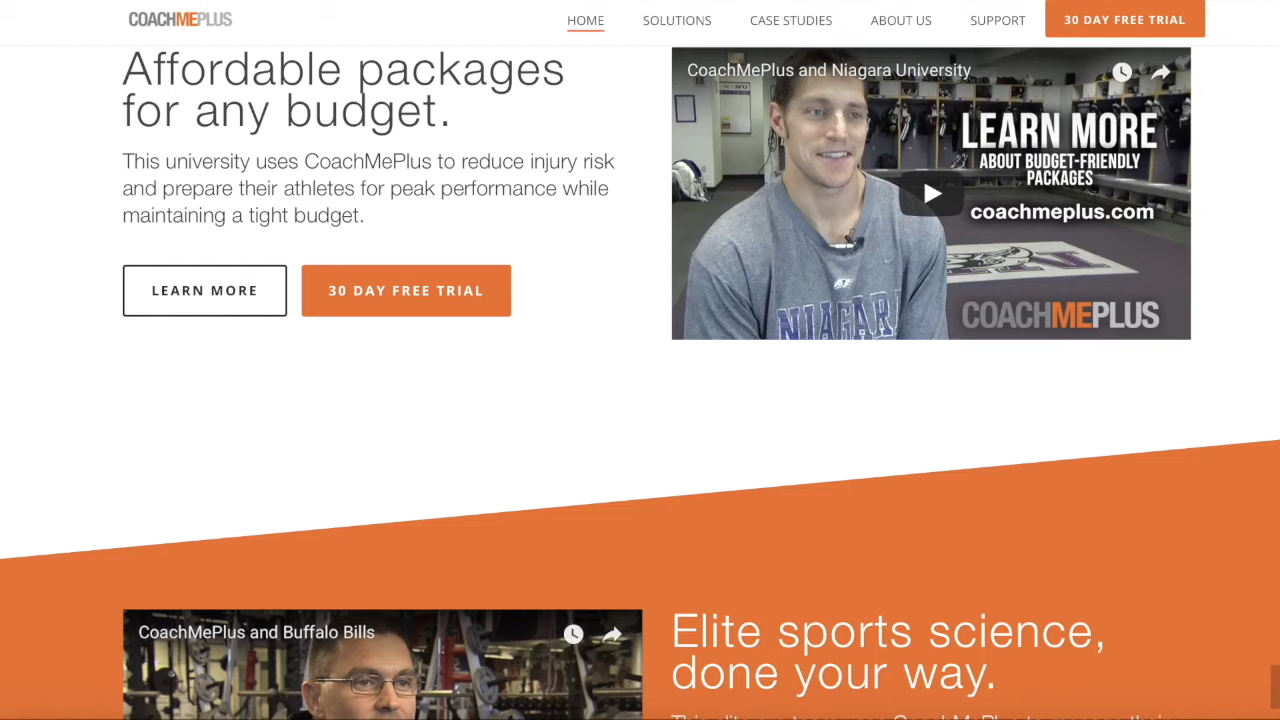 COACHMEPLUS
HOME
SOLUTIONS
CASE STUDIES
ABOUT US
SUPPORT
30 DAY FREE TRIAL
Affordable packages
for any budget.
This university uses CoachMePlus to reduce injury risk
and prepare their athletes for peak performance while
maintaining a tight budget.
LEARN MORE
30 DAY FREE TRIAL
CoachMePlus and Niagara University
LEARN MORE
ABOUT BUDGET-FRIENDLY
PACKAGES
coachmeplus.com
COACHMEPLUS
CoachMePlus and Buffalo Bills
Elite sports science,
done your way.